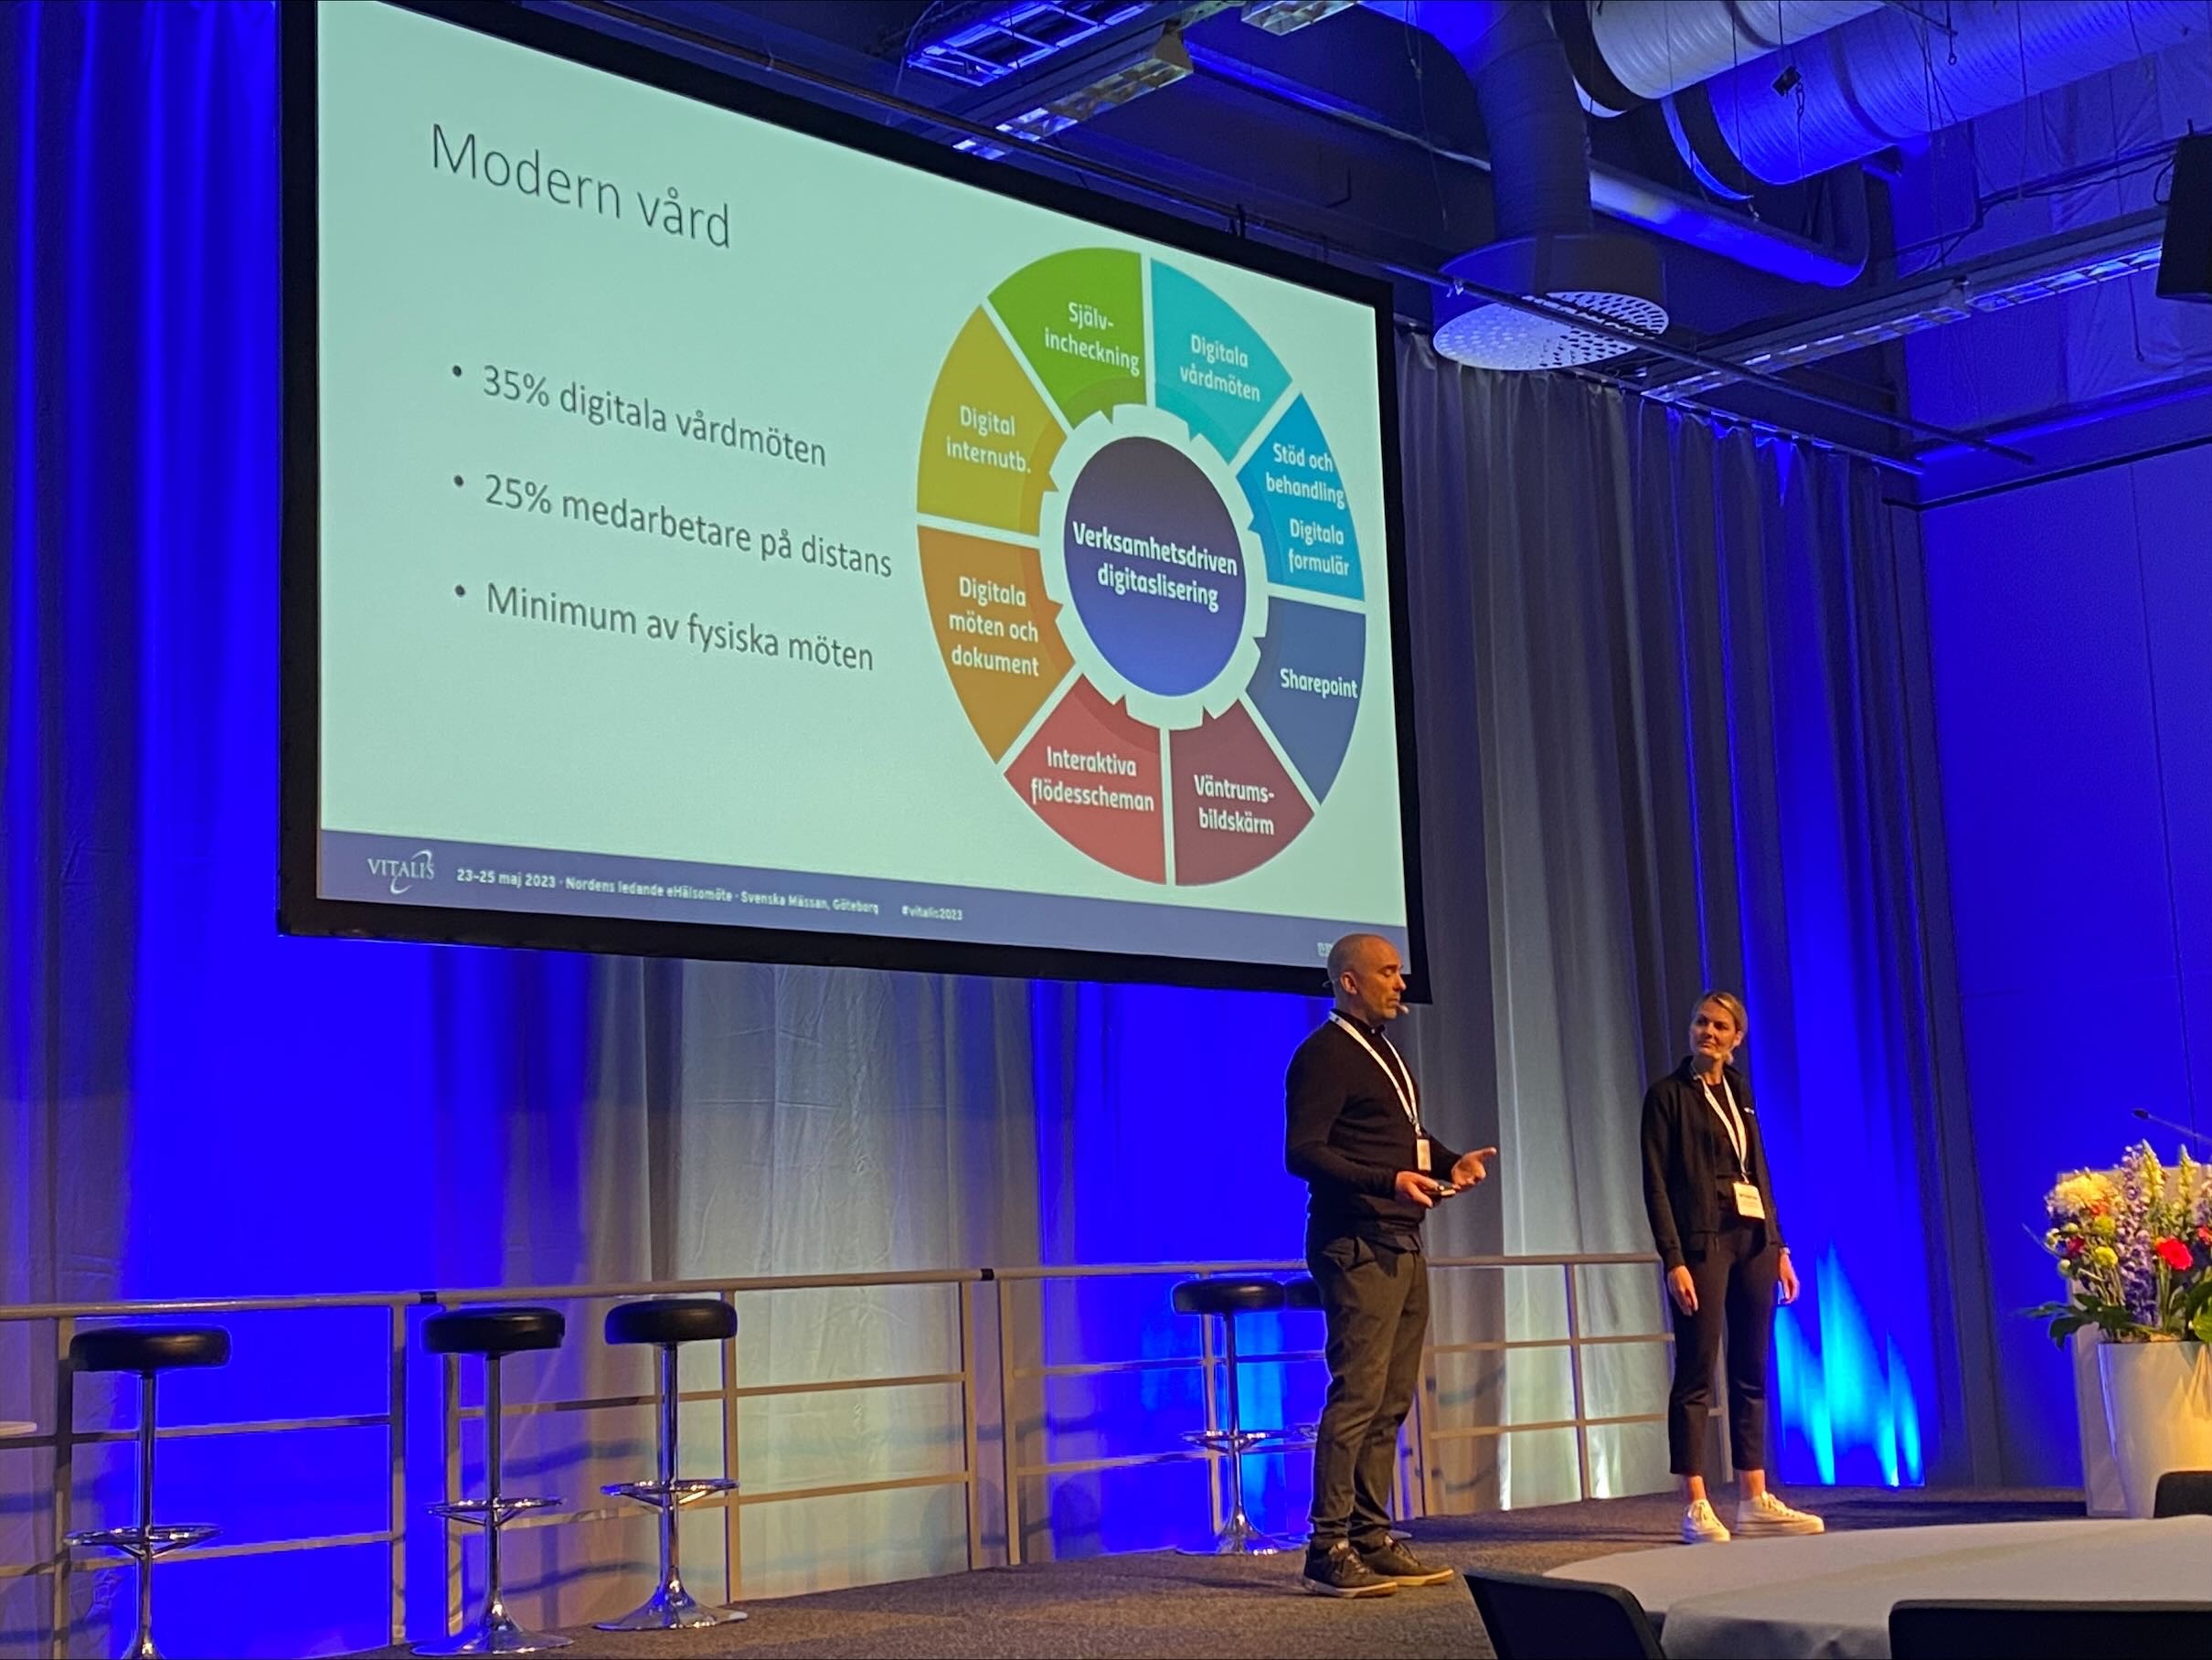 Modern vård
• 35% digitala vårdmöten
• 25% medarbetare på distans
• Minimum av fysiska möten
Själv-
incheckning
Digitala
vårdmöten
Stöd och
behandling
Digitala
formulär
Sharepoint
Väntrums-
bildskärm
Interaktiva
flödesscheman
Digitala
möten och
dokument
Digital
internutb.
Verksamhetsdriven
digitaslisering
VITALIS
23-25 maj 2023 · Nordens ledande eHälsomöte · Svenska Mässan, Göteborg #vitalis2023